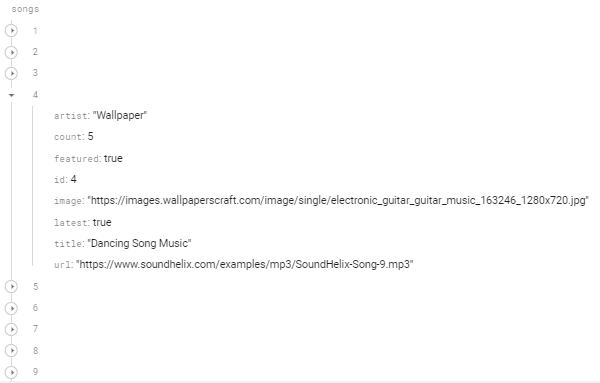 songs
1
2
3
4
artist: "Wallpaper"
count: 5
featured: true
id: 4
image: "https://images.wallpaperscraft.com/image/single/electronic_guitar_guitar_music_163246_1280x720.jpg"
latest: true
title: "Dancing Song Music"
url: "https://www.soundhelix.com/examples/mp3/SoundHelix-Song-9.mp3"
5
6
7
8
9